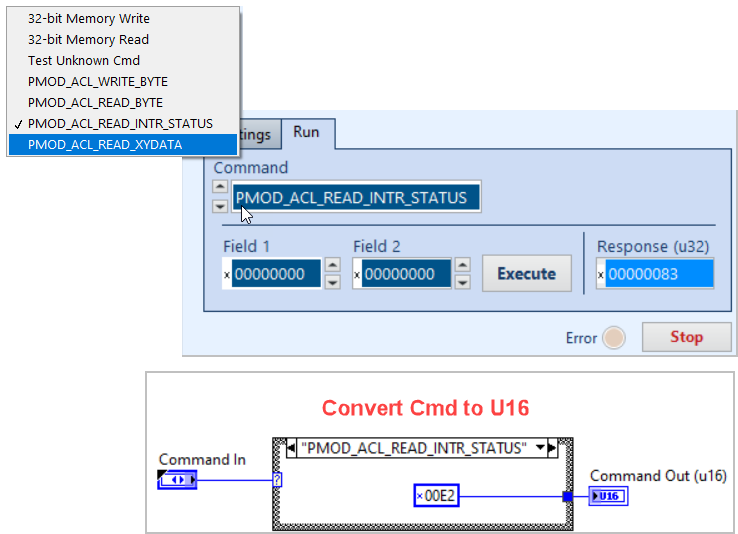 32-bit Memory Write
32-bit Memory Read
Test Unknown Cmd
PMOD_ACL_WRITE_BYTE
PMOD_ACL_READ_BYTE
✓ PMOD_ACL_READ_INTR_STATUS
PMOD_ACL_READ_XYDATA
tings Run
Command
PMOD_ACL_READ_INTR_STATUS
Field 1 Field 2 Response (u32)
x 00000000 x 00000000 Execute x 00000083
Error Stop
Convert Cmd to U16
"PMOD_ACL_READ_INTR_STATUS"
Command In
?
×00E2
Command Out (u16)
U16